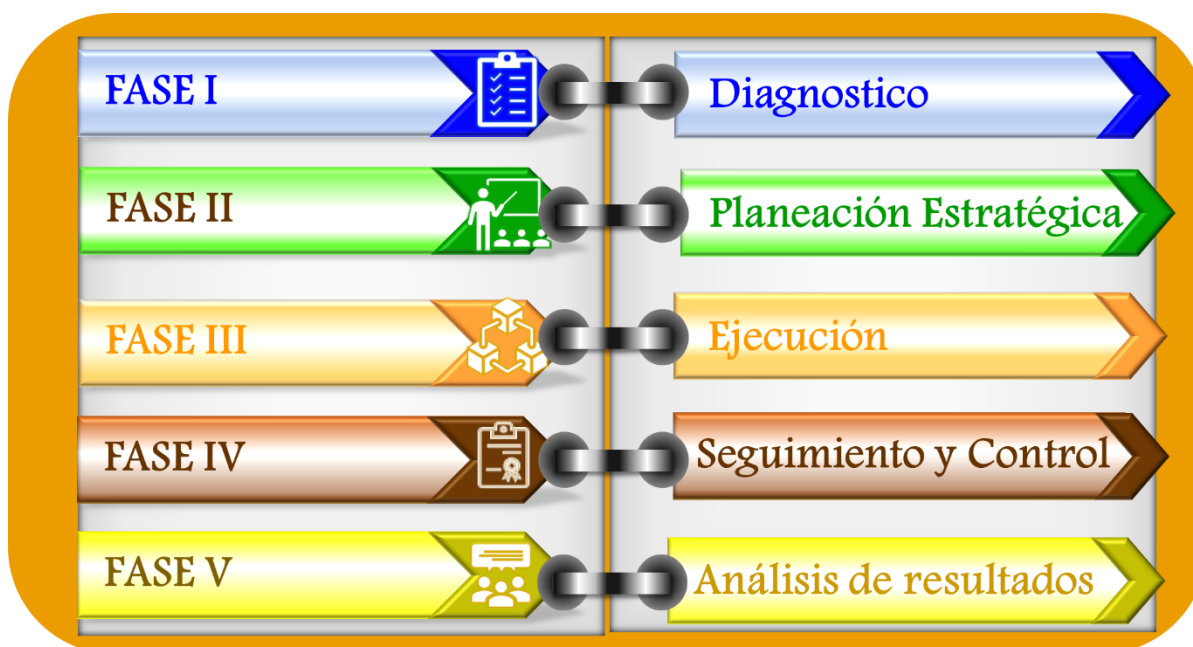 FASE I
Diagnostico
FASE II
Planeación Estratégica
FASE III
Ejecución
FASE IV
Seguimiento y Control
FASE V
Análisis de resultados